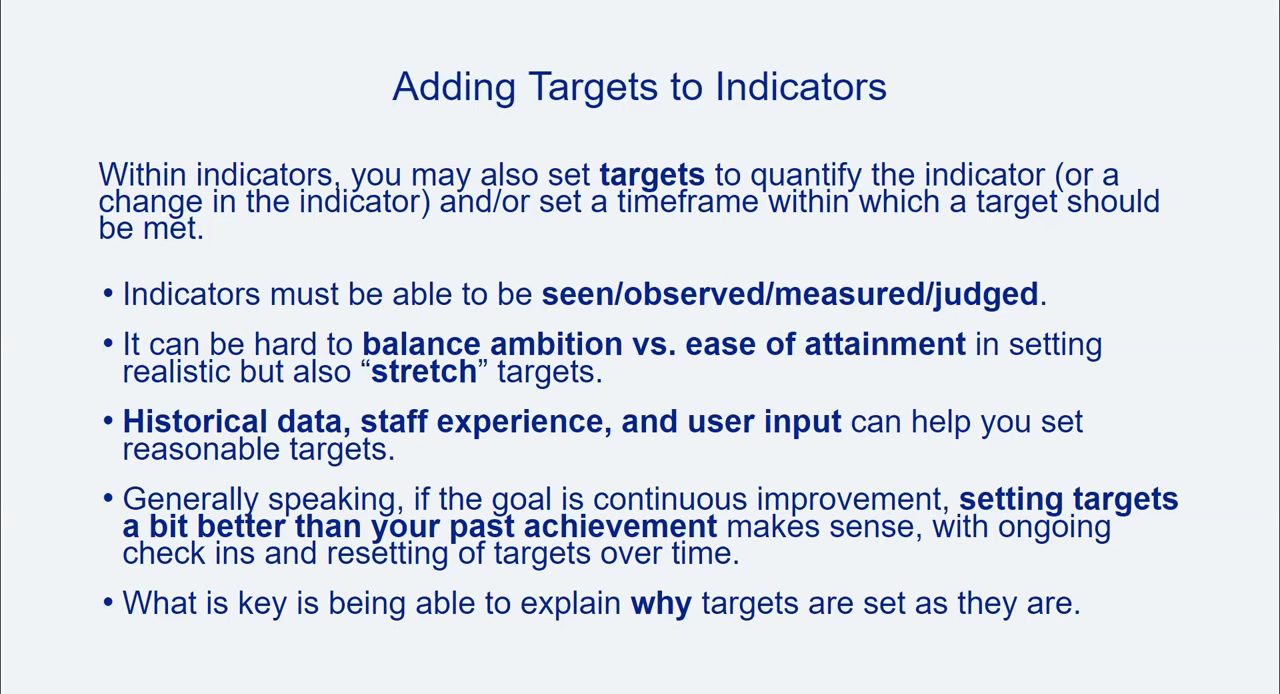 Adding Targets to Indicators
Within indicators, you may also set targets to quantify the indicator (or a
change in the indicator) and/or set a timeframe within which a target should
be met.
• Indicators must be able to be seen/observed/measured/judged.
• It can be hard to balance ambition vs. ease of attainment in setting
realistic but also “stretch” targets.
• Historical data, staff experience, and user input can help you set
reasonable targets.
• Generally speaking, if the goal is continuous improvement, setting targets
a bit better than your past achievement makes sense, with ongoing
check ins and resetting of targets over time.
• What is key is being able to explain why targets are set as they are.